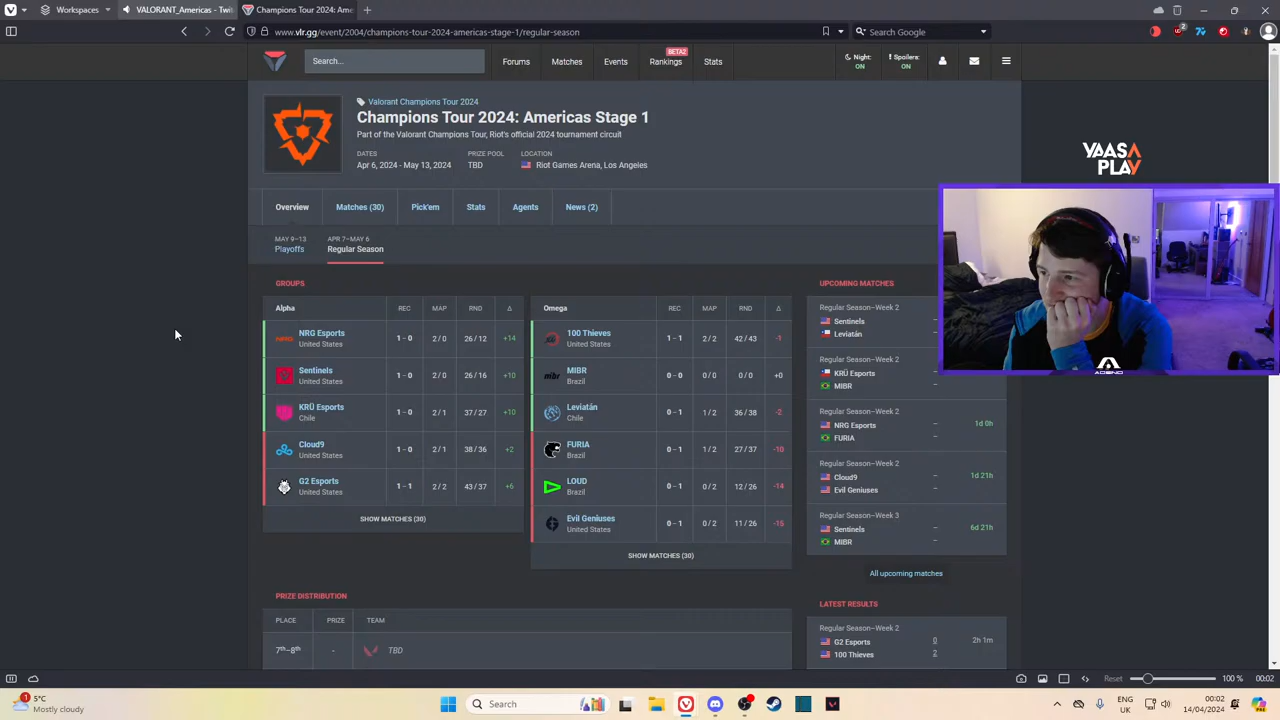 Workspaces
VALORANT_Americas - Twi
Champions Tour 2024: Ame
www.vlr.gg/event/2004/champions-tour-2024-americas-stage-1/regular-season
Search Google
2
Search...
Forums
Matches
Events
BETA2
Rankings
Stats
Night:
ON
Spoilers:
ON
Valorant Champions Tour 2024
Champions Tour 2024: Americas Stage 1
Part of the Valorant Champions Tour, Riot's official 2024 tournament circuit
DATES
Apr 6, 2024 - May 13, 2024
PRIZE POOL
TBD
LOCATION
Riot Games Arena, Los Angeles
YAASA
PLAY
Overview
Matches (30)
Pick'em
Stats
Agents
News (2)
MAY 9–13
Playoffs
APR 7–MAY 6
Regular Season
GROUPS
Alpha REC MAP RND Δ
NRG Esports 1 - 0 2/0 26/12 +14
United States
Sentinels 1 - 0 2/0 26/16 +10
United States
KRÜ Esports 1 - 0 2/1 37/27 +10
Chile
Cloud9 1 - 0 2/1 38/36 +2
United States
G2 Esports 1 - 1 2/2 43/37 +6
United States
SHOW MATCHES (30)
Omega REC MAP RND Δ
100 Thieves 1 - 1 2/2 42/43 -1
United States
MIBR 0 - 0 0/0 0/0 +0
Brazil
Leviatán 0 - 1 1/2 36/38 -2
Chile
FURIA 0 - 1 1/2 27/37 -10
Brazil
LOUD 0 - 1 0/2 12/26 -14
Brazil
Evil Geniuses 0 - 1 0/2 11/26 -15
United States
SHOW MATCHES (30)
UPCOMING MATCHES
Regular Season–Week 2
Sentinels –
Leviatán –
Regular Season–Week 2
KRÜ Esports –
MIBR –
Regular Season–Week 2
NRG Esports – 1d 0h
FURIA –
Regular Season–Week 2
Cloud9 – 1d 21h
Evil Geniuses –
Regular Season–Week 3
Sentinels – 6d 21h
MIBR –
All upcoming matches
LATEST RESULTS
Regular Season–Week 2
G2 Esports 0 2h 1m
100 Thieves 2
PRIZE DISTRIBUTION
PLACE PRIZE TEAM
7th–8th - TBD
Reset
100 %
00:02
1
5°C
Mostly cloudy
Search
ENG
UK
00:02
14/04/2024